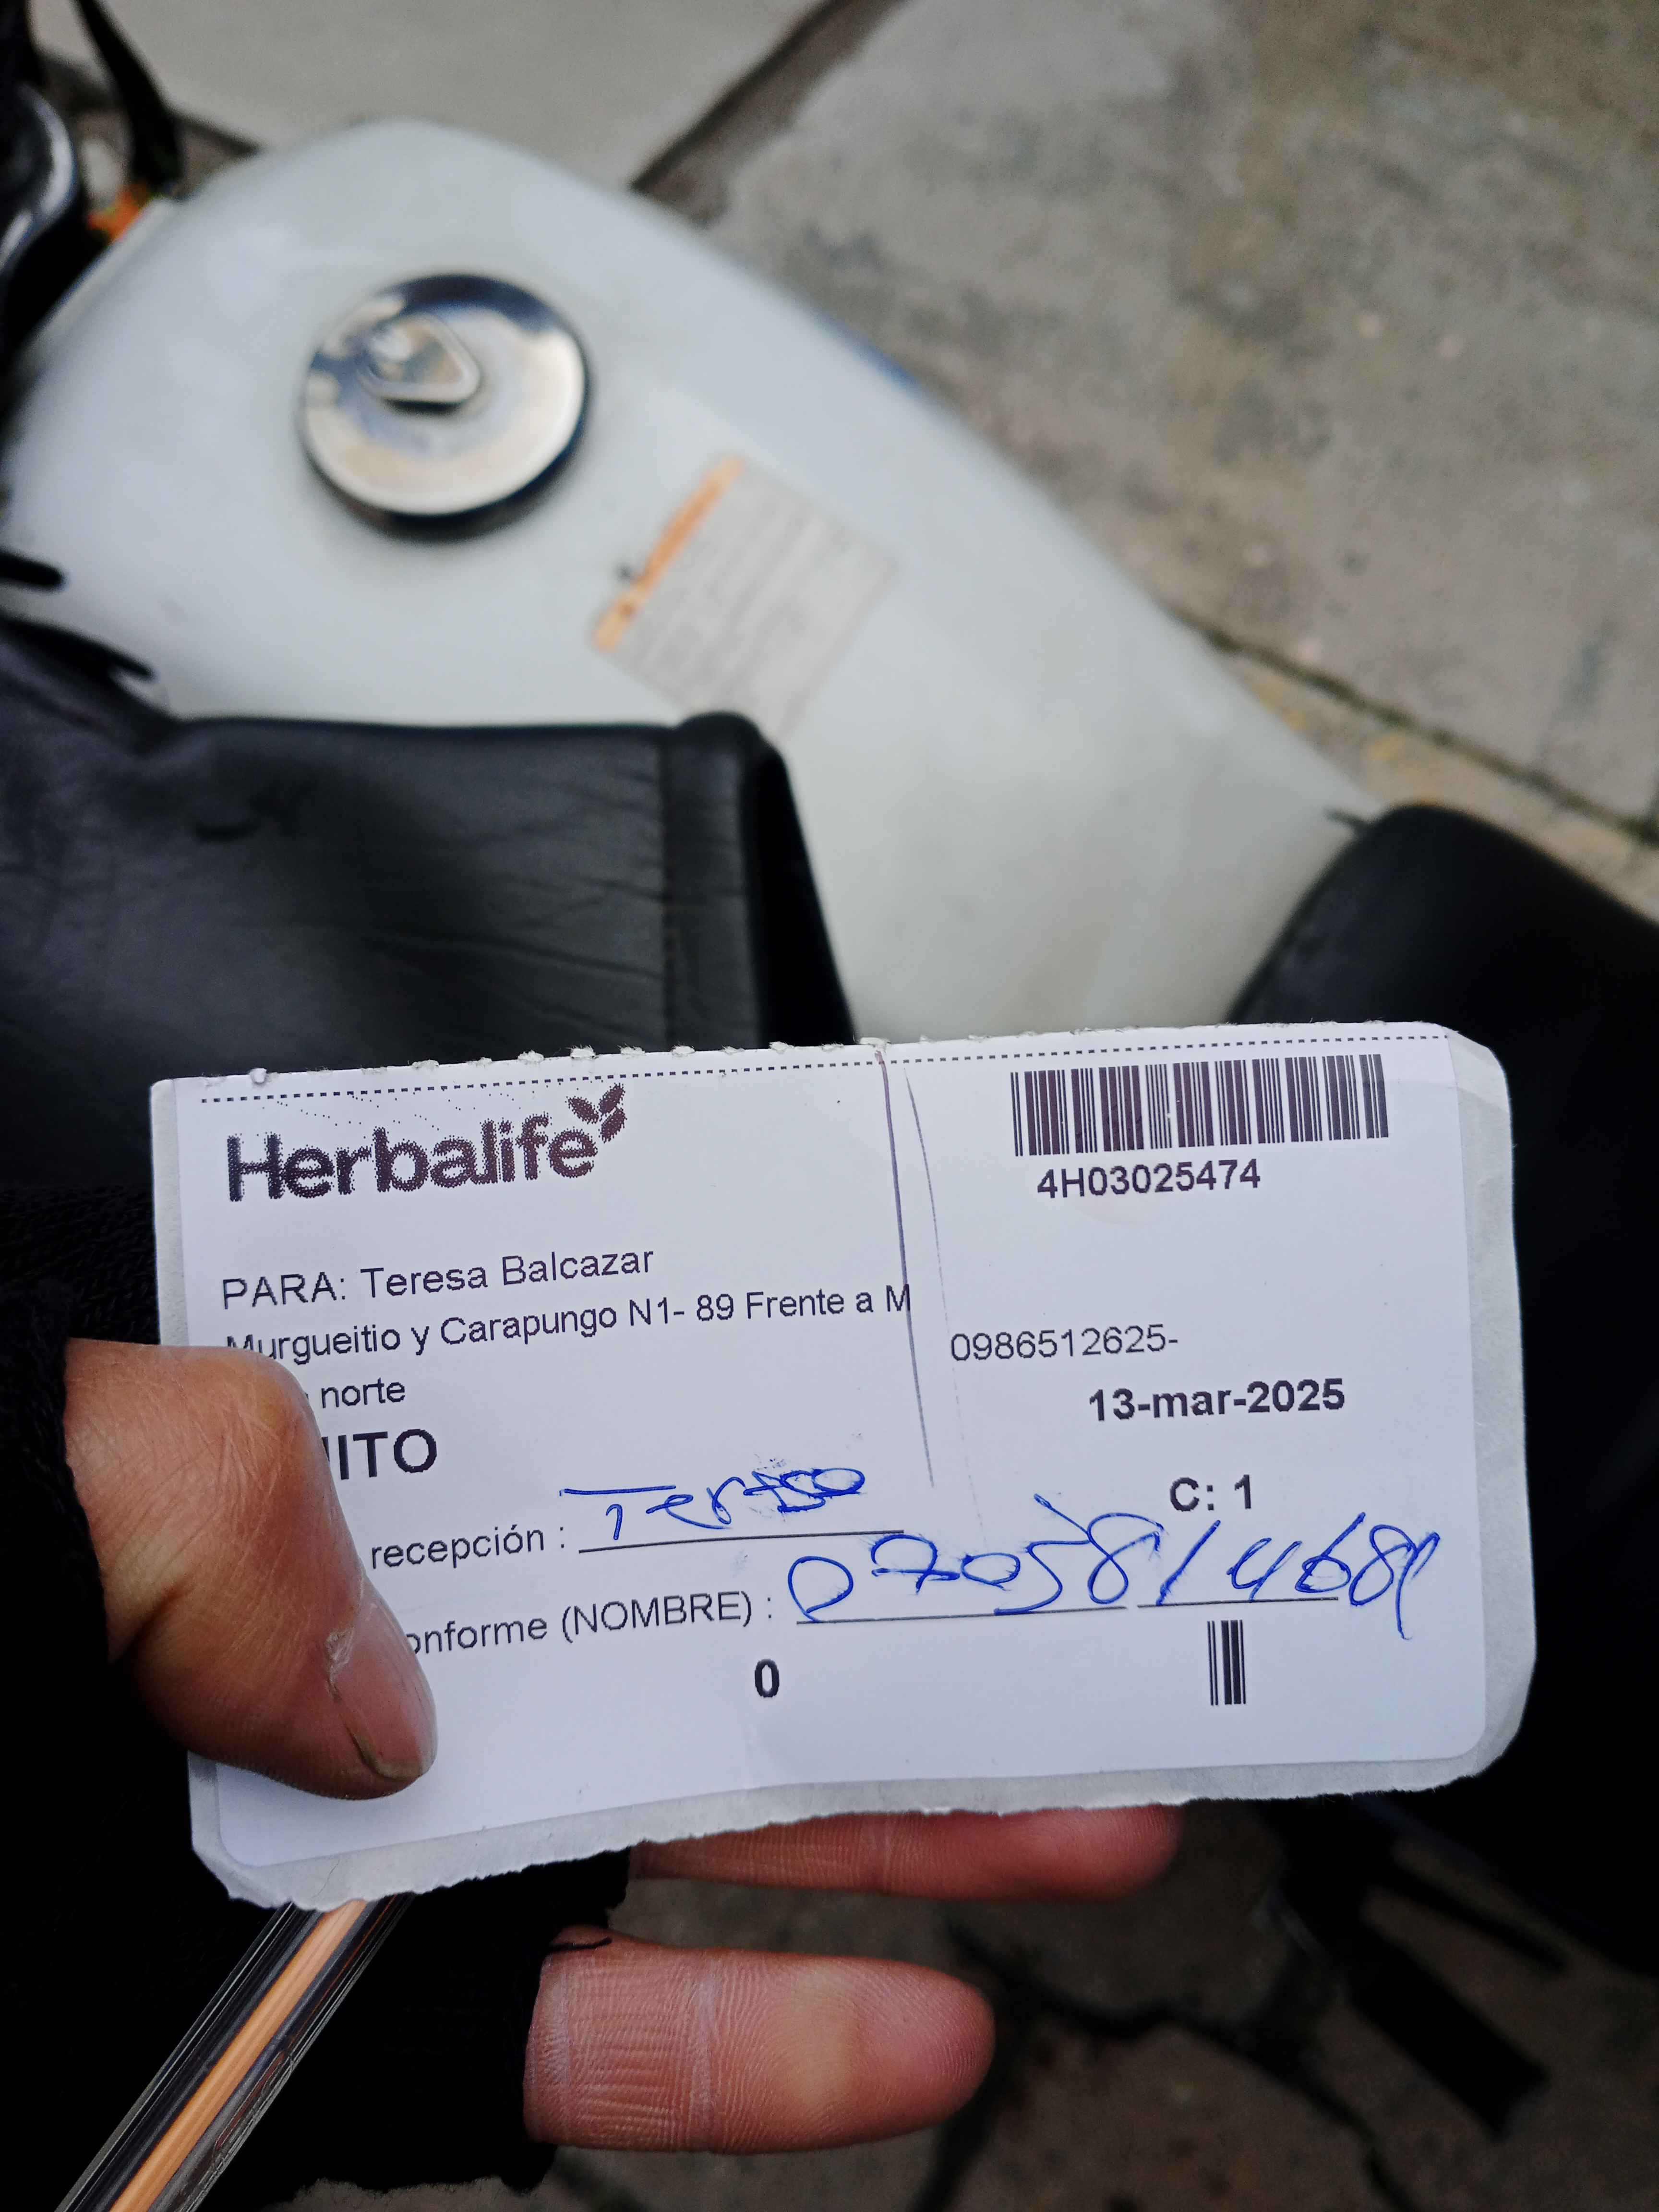 Herbalife
4H03025474
PARA: Teresa Balcazar
Murgueitio y Carapungo N1- 89 Frente a M
0986512625-
norte
13-mar-2025
ITO
C: 1
recepción : Teresa
onforme (NOMBRE) :
0